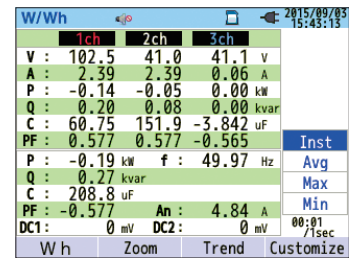 W/Wh 2015/09/03
15:43:13
1ch 2ch 3ch
V : 102.5 41.0 41.1 V
A : 2.39 2.39 0.06 A
P : -0.14 -0.05 0.00 kW
Q : 0.20 0.08 0.00 kvar
C : 60.75 151.9 -3.842 uF
PF : 0.577 0.577 -0.565
P : -0.19 kW f : 49.97 Hz
Q : 0.27 kvar
C : 208.8 uF
PF : -0.577 An : 4.84 A
DC1: 0 mV DC2: 0 mV
Inst
Avg
Max
Min
00:01
/1sec
Wh Zoom Trend Customize